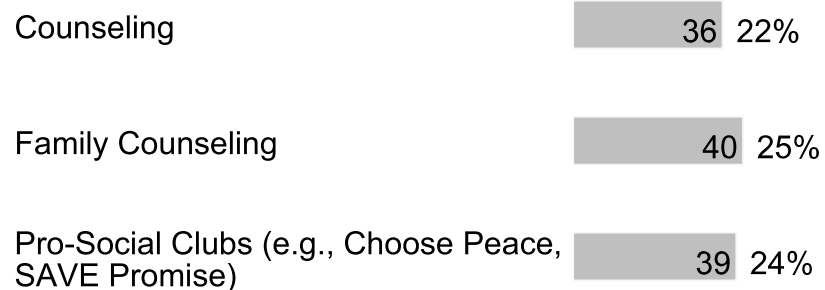 Counseling 36 22%
Family Counseling 40 25%
Pro-Social Clubs (e.g., Choose Peace,
SAVE Promise) 39 24%